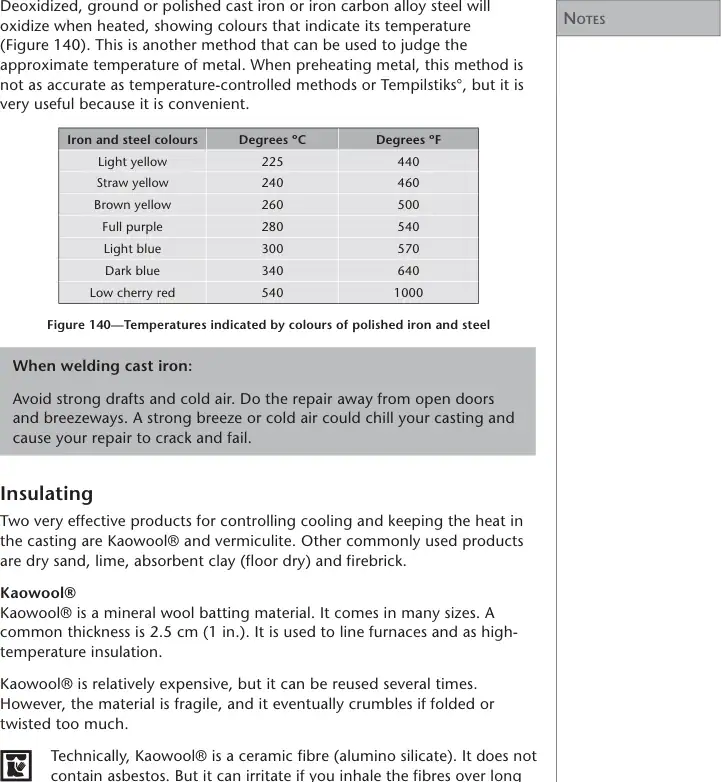 Deoxidized, ground or polished cast iron or iron carbon alloy steel will
oxidize when heated, showing colours that indicate its temperature
(Figure 140). This is another method that can be used to judge the
approximate temperature of metal. When preheating metal, this method is
not as accurate as temperature-controlled methods or Tempilstiks°, but it is
very useful because it is convenient.
Iron and steel colours Degrees °C Degrees °F
Light yellow 225 440
Straw yellow 240 460
Brown yellow 260 500
Full purple 280 540
Light blue 300 570
Dark blue 340 640
Low cherry red 540 1000
Figure 140—Temperatures indicated by colours of polished iron and steel
When welding cast iron:
Avoid strong drafts and cold air. Do the repair away from open doors
and breezeways. A strong breeze or cold air could chill your casting and
cause your repair to crack and fail.
Insulating
Two very effective products for controlling cooling and keeping the heat in
the casting are Kaowool® and vermiculite. Other commonly used products
are dry sand, lime, absorbent clay (floor dry) and firebrick.
Kaowool®
Kaowool® is a mineral wool batting material. It comes in many sizes. A
common thickness is 2.5 cm (1 in.). It is used to line furnaces and as high-
temperature insulation.
Kaowool® is relatively expensive, but it can be reused several times.
However, the material is fragile, and it eventually crumbles if folded or
twisted too much.
Technically, Kaowool® is a ceramic fibre (alumino silicate). It does not
contain asbestos. But it can irritate if you inhale the fibres over long
NOTES